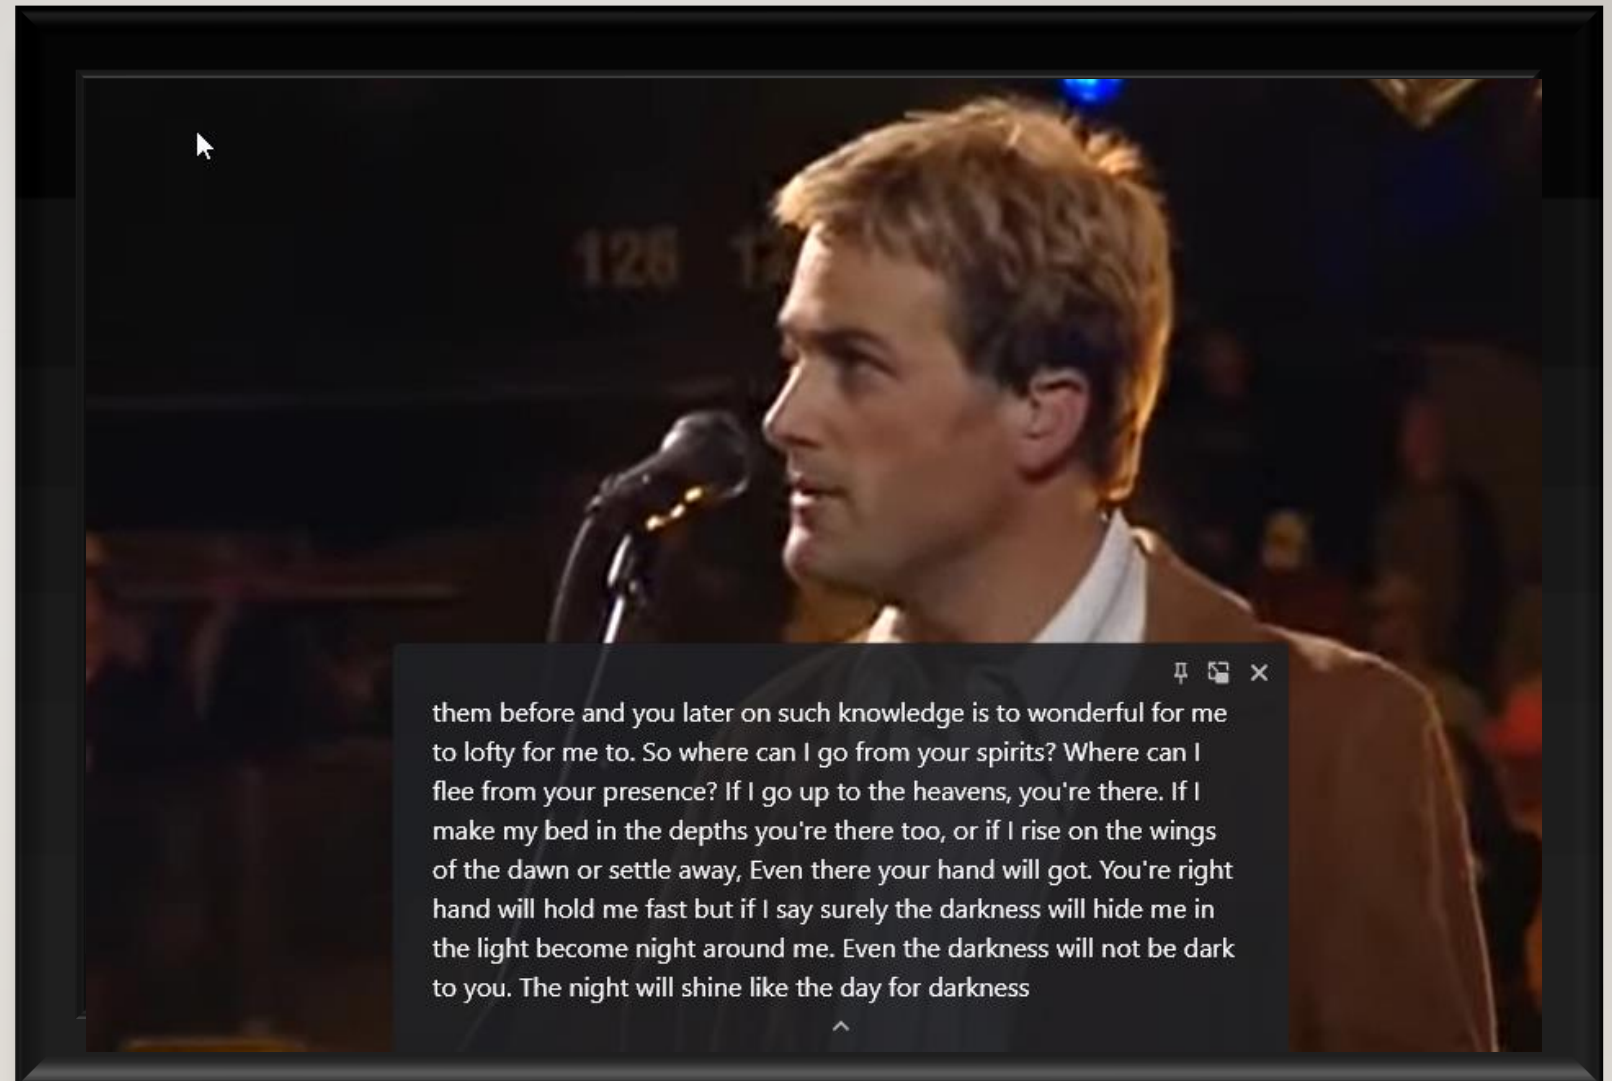 126 12
them before and you later on such knowledge is to wonderful for me
to lofty for me to. So where can I go from your spirits? Where can I
flee from your presence? If I go up to the heavens, you're there. If I
make my bed in the depths you're there too, or if I rise on the wings
of the dawn or settle away, Even there your hand will got. You're right
hand will hold me fast but if I say surely the darkness will hide me in
the light become night around me. Even the darkness will not be dark
to you. The night will shine like the day for darkness